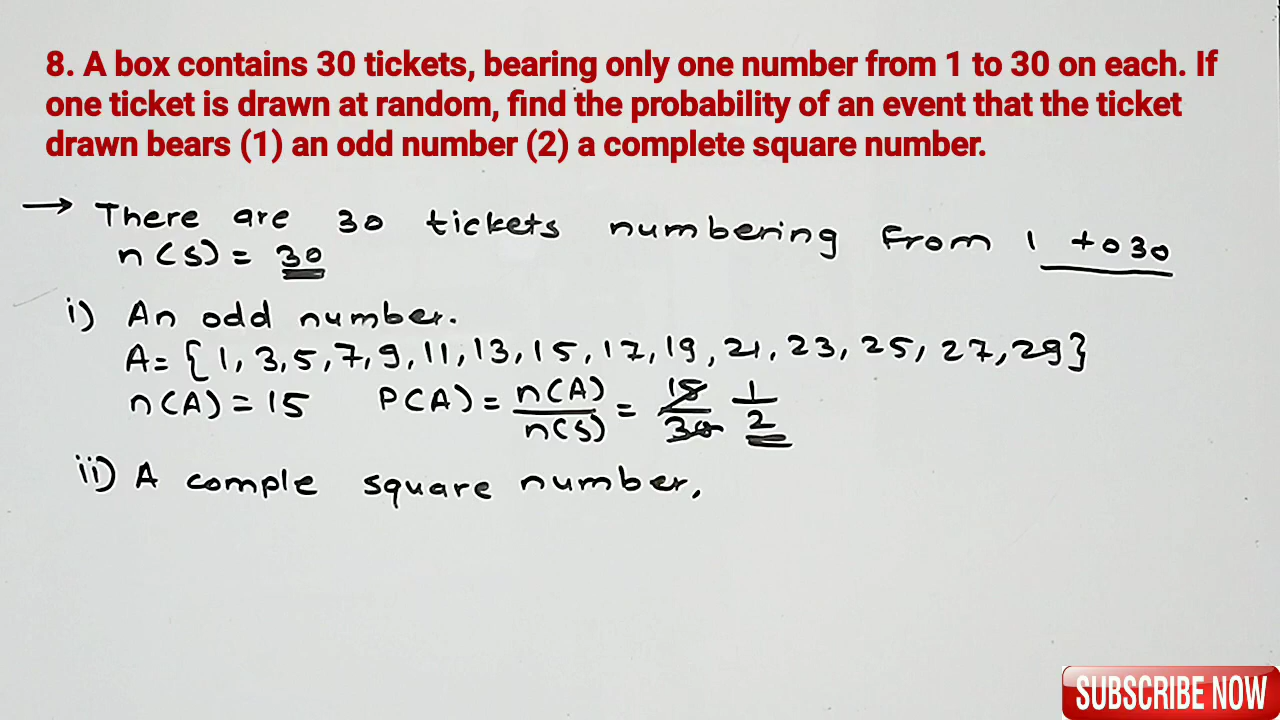 8. A box contains 30 tickets, bearing only one number from 1 to 30 on each. If
one ticket is drawn at random, find the probability of an event that the ticket
drawn bears (1) an odd number (2) a complete square number.
→ There are 30 tickets numbering from 1 to 30
n(S) = 30
i) An odd number.
A = {1, 3, 5, 7, 9, 11, 13, 15, 17, 19, 21, 23, 25, 27, 29}
n(A) = 15 P(A) = n(A)/n(S) = 15/30 1/2
ii) A comple square number,
SUBSCRIBE NOW